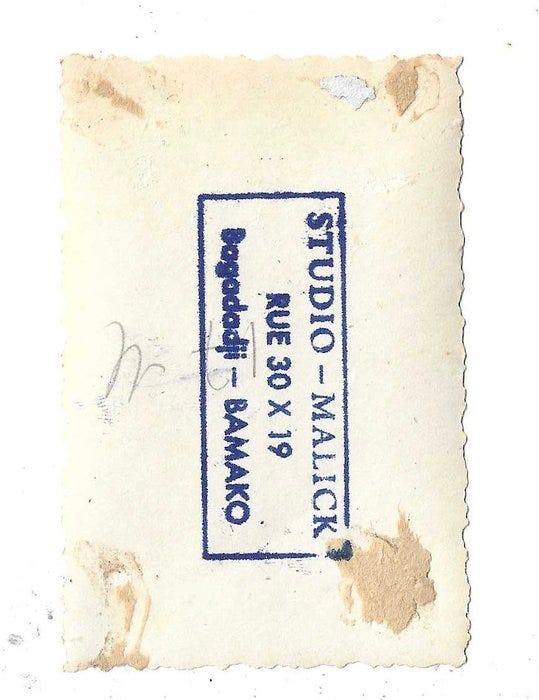 STUDIO – MALICK
RUE 30 X 19
Bagadadji – BAMAKO